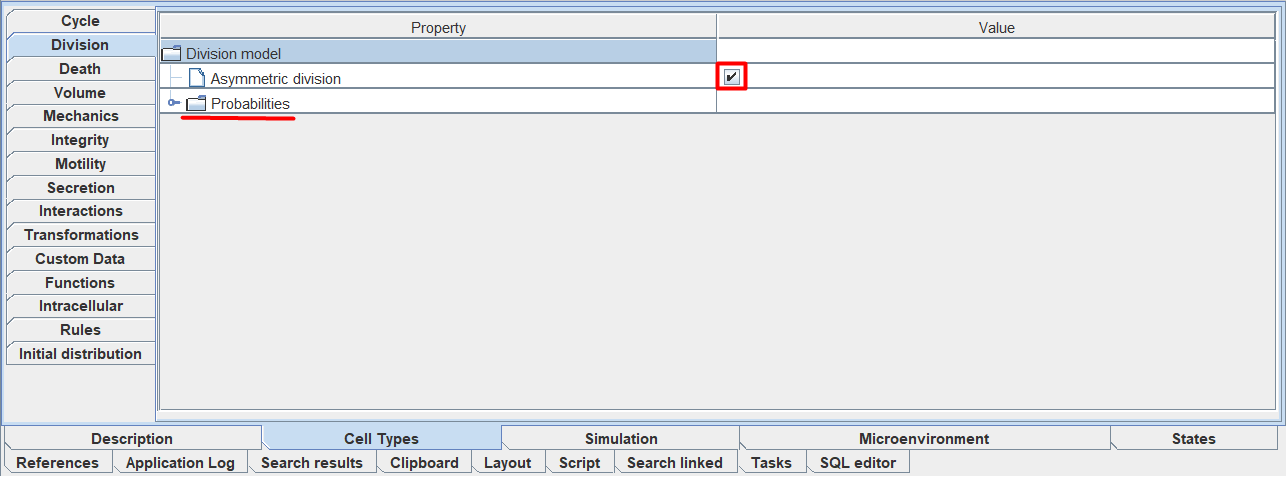 Cycle
Division
Death
Volume
Mechanics
Integrity
Motility
Secretion
Interactions
Transformations
Custom Data
Functions
Intracellular
Rules
Initial distribution
Property Value
Division model
Asymmetric division
Probabilities
Description Cell Types Simulation Microenvironment States
References Application Log Search results Clipboard Layout Script Search linked Tasks SQL editor